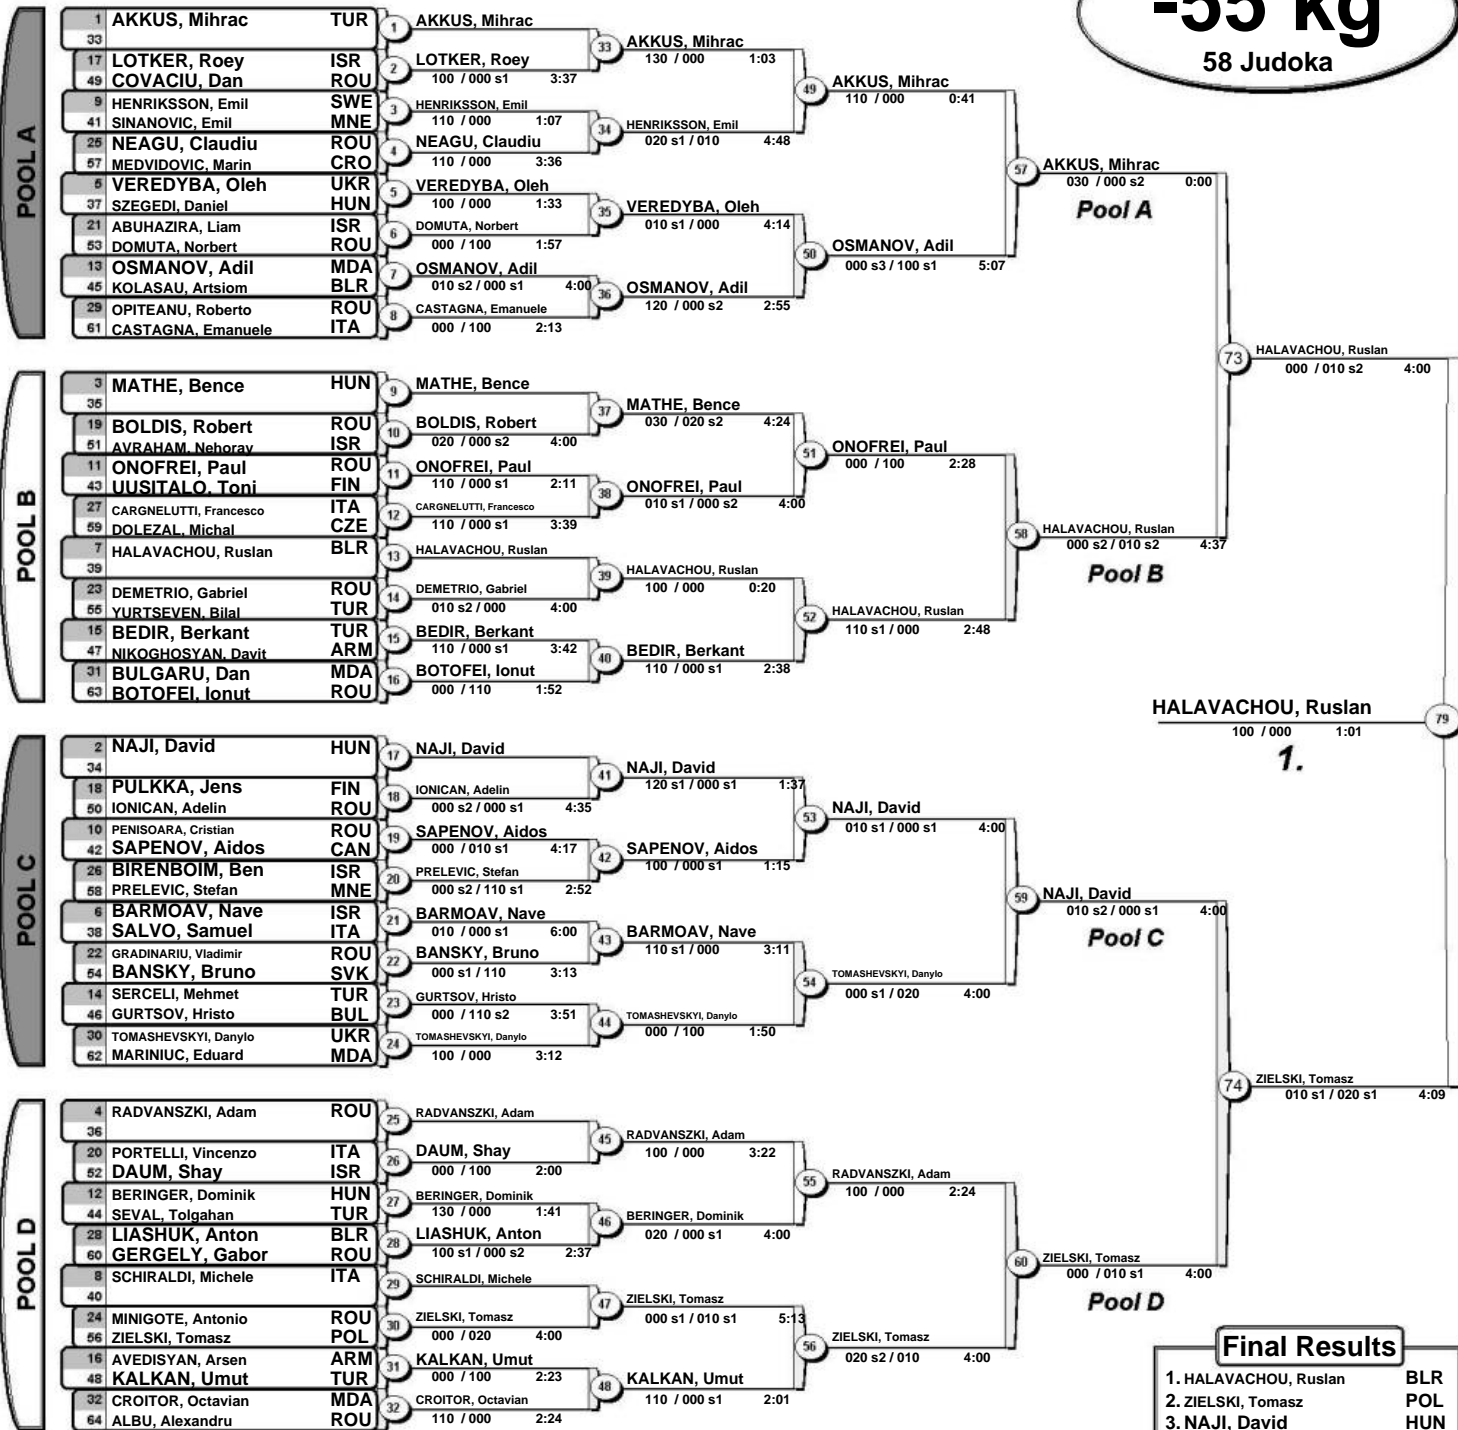 -55 kg
58 Judoka
POOL A
1 AKKUS, Mihrac TUR
33
17 LOTKER, Roey ISR
49 COVACIU, Dan ROU
9 HENRIKSSON, Emil SWE
41 SINANOVIC, Emil MNE
25 NEAGU, Claudiu ROU
57 MEDVIDOVIC, Marin CRO
5 VEREDYBA, Oleh UKR
37 SZEGEDI, Daniel HUN
21 ABUHAZIRA, Liam ISR
53 DOMUTA, Norbert ROU
13 OSMANOV, Adil MDA
45 KOLASAU, Artsiom BLR
29 OPITEANU, Roberto ROU
61 CASTAGNA, Emanuele ITA
1 AKKUS, Mihrac
2 LOTKER, Roey
100 / 000 s1 3:37
3 HENRIKSSON, Emil
110 / 000 1:07
4 NEAGU, Claudiu
110 / 000 3:36
5 VEREDYBA, Oleh
100 / 000 1:33
6 DOMUTA, Norbert
000 / 100 1:57
7 OSMANOV, Adil
010 s2 / 000 s1 4:00
8 CASTAGNA, Emanuele
000 / 100 2:13
33 AKKUS, Mihrac
130 / 000 1:03
34 HENRIKSSON, Emil
020 s1 / 010 4:48
35 VEREDYBA, Oleh
010 s1 / 000 4:14
36 OSMANOV, Adil
120 / 000 s2 2:55
49 AKKUS, Mihrac
110 / 000 0:41
50 OSMANOV, Adil
000 s3 / 100 s1 5:07
57 AKKUS, Mihrac
030 / 000 s2 0:00
Pool A
POOL B
3 MATHE, Bence HUN
35
19 BOLDIS, Robert ROU
51 AVRAHAM, Nehoray ISR
11 ONOFREI, Paul ROU
43 UUSITALO, Toni FIN
27 CARGNELUTTI, Francesco ITA
59 DOLEZAL, Michal CZE
7 HALAVACHOU, Ruslan BLR
39
23 DEMETRIO, Gabriel ROU
55 YURTSEVEN, Bilal TUR
15 BEDIR, Berkant TUR
47 NIKOGHOSYAN, Davit ARM
31 BULGARU, Dan MDA
63 BOTOFEI, Ionut ROU
9 MATHE, Bence
10 BOLDIS, Robert
020 / 000 s2 4:00
11 ONOFREI, Paul
110 / 000 s1 2:11
12 CARGNELUTTI, Francesco
110 / 000 s1 3:39
13 HALAVACHOU, Ruslan
14 DEMETRIO, Gabriel
010 s2 / 000 4:00
15 BEDIR, Berkant
110 / 000 s1 3:42
16 BOTOFEI, Ionut
000 / 110 1:52
37 MATHE, Bence
030 / 020 s2 4:24
38 ONOFREI, Paul
010 s1 / 000 s2 4:00
39 HALAVACHOU, Ruslan
100 / 000 0:20
40 BEDIR, Berkant
110 / 000 s1 2:38
51 ONOFREI, Paul
000 / 100 2:28
52 HALAVACHOU, Ruslan
110 s1 / 000 2:48
58 HALAVACHOU, Ruslan
000 s2 / 010 s2 4:37
Pool B
73 HALAVACHOU, Ruslan
000 / 010 s2 4:00
HALAVACHOU, Ruslan 79
100 / 000 1:01
1.
POOL C
2 NAJI, David HUN
34
18 PULKKA, Jens FIN
50 IONICAN, Adelin ROU
10 PENISOARA, Cristian ROU
42 SAPENOV, Aidos CAN
26 BIRENBOIM, Ben ISR
58 PRELEVIC, Stefan MNE
6 BARMOAV, Nave ISR
38 SALVO, Samuel ITA
22 GRADINARIU, Vladimir ROU
54 BANSKY, Bruno SVK
14 SERCELI, Mehmet TUR
46 GURTSOV, Hristo BUL
30 TOMASHEVSKYI, Danylo UKR
62 MARINIUC, Eduard MDA
17 NAJI, David
18 IONICAN, Adelin
000 s2 / 000 s1 4:35
19 SAPENOV, Aidos
000 / 010 s1 4:17
20 PRELEVIC, Stefan
000 s2 / 110 s1 2:52
21 BARMOAV, Nave
010 / 000 s1 6:00
22 BANSKY, Bruno
000 s1 / 110 3:13
23 GURTSOV, Hristo
000 / 110 s2 3:51
24 TOMASHEVSKYI, Danylo
100 / 000 3:12
41 NAJI, David
120 s1 / 000 s1 1:37
42 SAPENOV, Aidos
100 / 000 s1 1:15
43 BARMOAV, Nave
110 s1 / 000 3:11
44 TOMASHEVSKYI, Danylo
000 / 100 1:50
53 NAJI, David
010 s1 / 000 s1 4:00
54 TOMASHEVSKYI, Danylo
000 s1 / 020 4:00
59 NAJI, David
010 s2 / 000 s1 4:00
Pool C
POOL D
4 RADVANSZKI, Adam ROU
36
20 PORTELLI, Vincenzo ITA
52 DAUM, Shay ISR
12 BERINGER, Dominik HUN
44 SEVAL, Tolgahan TUR
28 LIASHUK, Anton BLR
60 GERGELY, Gabor ROU
8 SCHIRALDI, Michele ITA
40
24 MINIGOTE, Antonio ROU
56 ZIELSKI, Tomasz POL
16 AVEDISYAN, Arsen ARM
48 KALKAN, Umut TUR
32 CROITOR, Octavian MDA
64 ALBU, Alexandru ROU
25 RADVANSZKI, Adam
26 DAUM, Shay
000 / 100 2:00
27 BERINGER, Dominik
130 / 000 1:41
28 LIASHUK, Anton
100 s1 / 000 s2 2:37
29 SCHIRALDI, Michele
30 ZIELSKI, Tomasz
000 / 020 4:00
31 KALKAN, Umut
000 / 100 2:23
32 CROITOR, Octavian
110 / 000 2:24
45 RADVANSZKI, Adam
100 / 000 3:22
46 BERINGER, Dominik
020 / 000 s1 4:00
47 ZIELSKI, Tomasz
000 s1 / 010 s1 5:13
48 KALKAN, Umut
110 / 000 s1 2:01
55 RADVANSZKI, Adam
100 / 000 2:24
56 ZIELSKI, Tomasz
020 s2 / 010 4:00
60 ZIELSKI, Tomasz
000 / 010 s1 4:00
Pool D
74 ZIELSKI, Tomasz
010 s1 / 020 s1 4:09
Final Results
1. HALAVACHOU, Ruslan BLR
2. ZIELSKI, Tomasz POL
3. NAJI, David HUN